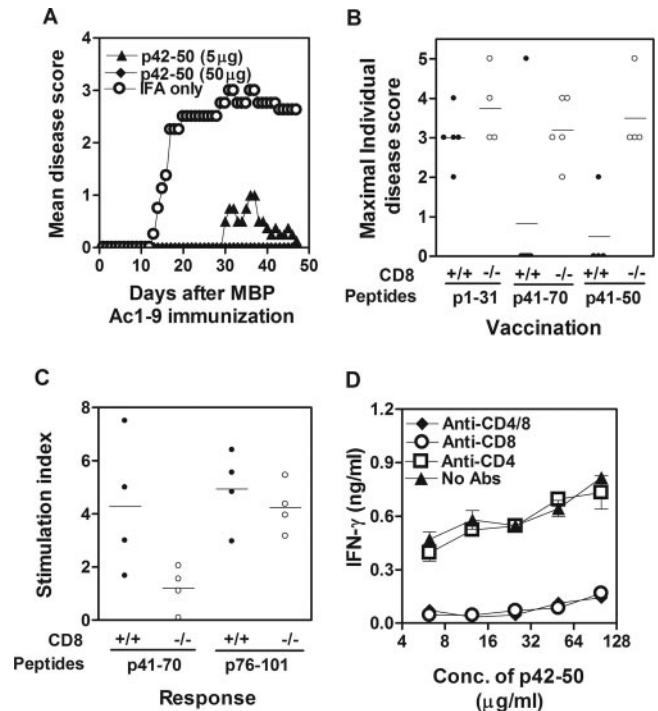 A
p42-50 (5μg)
p42-50 (50μg)
IFA only
Mean disease score
4
3
2
1
0
0 10 20 30 40 50
Days after MBP
Ac1-9 immunization
B
Maximal Individual
disease score
5
4
3
2
1
0
CD8 +/+ -/- +/+ -/- +/+ -/-
Peptides p1-31 p41-70 p41-50
Vaccination
C
Stimulation index
8
6
4
2
0
CD8 +/+ -/- +/+ -/-
Peptides p41-70 p76-101
Response
D
Anti-CD4/8
Anti-CD8
Anti-CD4
No Abs
IFN-γ (ng/ml)
1.2
0.9
0.6
0.3
0.0
4 8 16 32 64 128
Conc. of p42-50
(μg/ml)